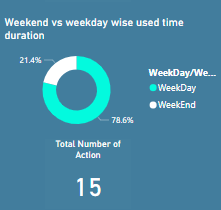 Weekend vs weekday wise used time
duration
21.4%
WeekDay/We...
WeekDay
WeekEnd
78.6%
Total Number of
Action
15